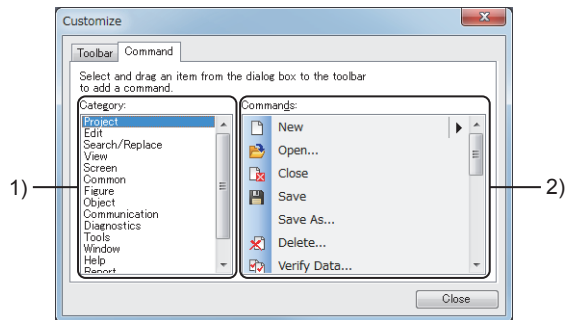 Customize
Toolbar
Command
Select and drag an item from the dialog box to the toolbar
to add a command.
Category:
Project
Edit
Search/Replace
View
Screen
Common
Figure
Object
Communication
Diagnostics
Tools
Window
Help
Report
1)
Commands:
New
Open...
Close
Save
Save As...
Delete...
Verify Data...
2)
Close